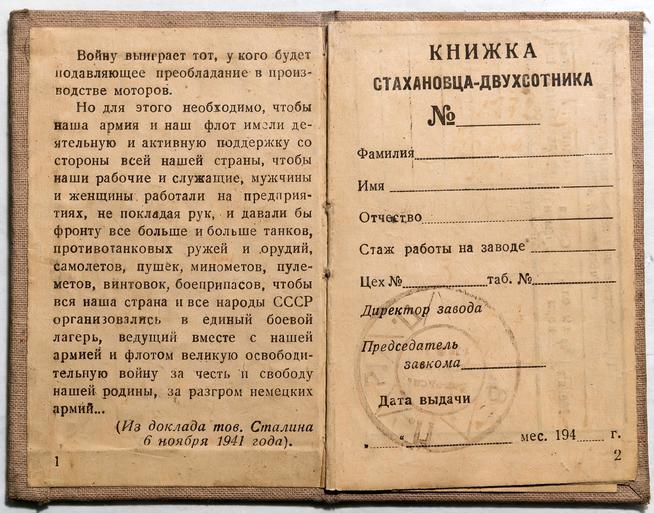 Войну выиграет тот, у кого будет
подавляющее преобладание в произ-
водстве моторов.
Но для этого необходимо, чтобы
наша армия и наш флот имели де-
ятельную и активную поддержку со
стороны всей нашей страны, чтобы
наши рабочие и служащие, мужчины
и женщины работали на предприя-
тиях, не покладая рук, и давали бы
фронту все больше и больше танков,
противотанковых ружей и орудий,
самолетов, пушек, минометов, пуле-
метов, винтовок, боеприпасов, чтобы
вся наша страна и все народы СССР
организовались в единый боевой
лагерь, ведущий вместе с нашей
армией и флотом великую освободи-
тельную войну за честь и свободу
нашей родины, за разгром немецких
армий...
(Из доклада тов. Сталина
6 ноября 1941 года).
1
КНИЖКА
СТАХАНОВЦА-ДВУХСОТНИКА
№
Фамилия
Имя
Отчество
Стаж работы на заводе
Цех № таб. №
Директор завода
Председатель
завкома
Дата выдачи
„ “ мес. 194 г.
2